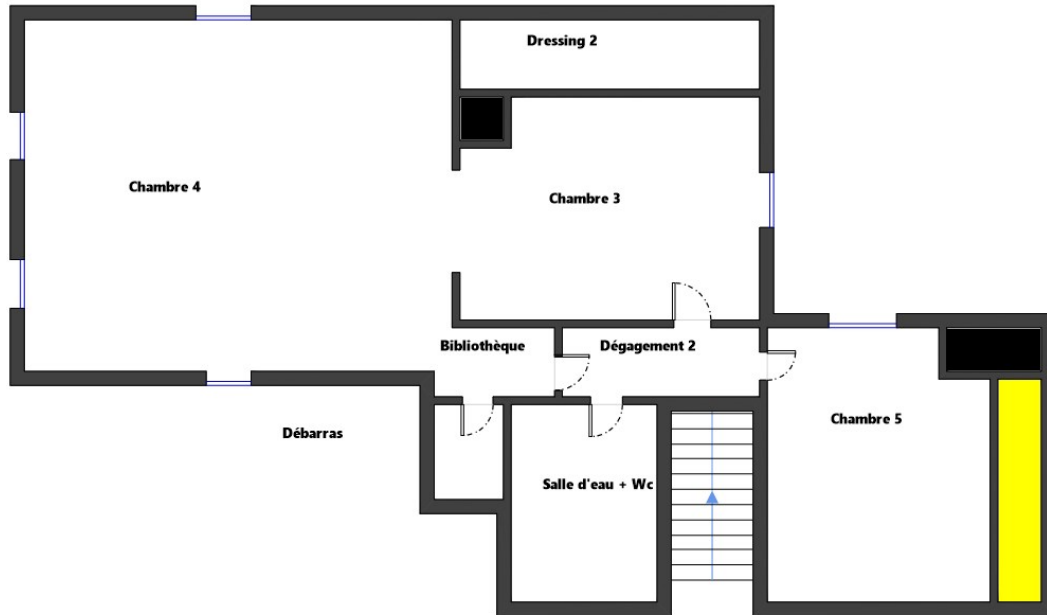 Dressing 2
Chambre 4
Chambre 3
Bibliothèque
Dégagement 2
Chambre 5
Débarras
Salle d'eau + Wc